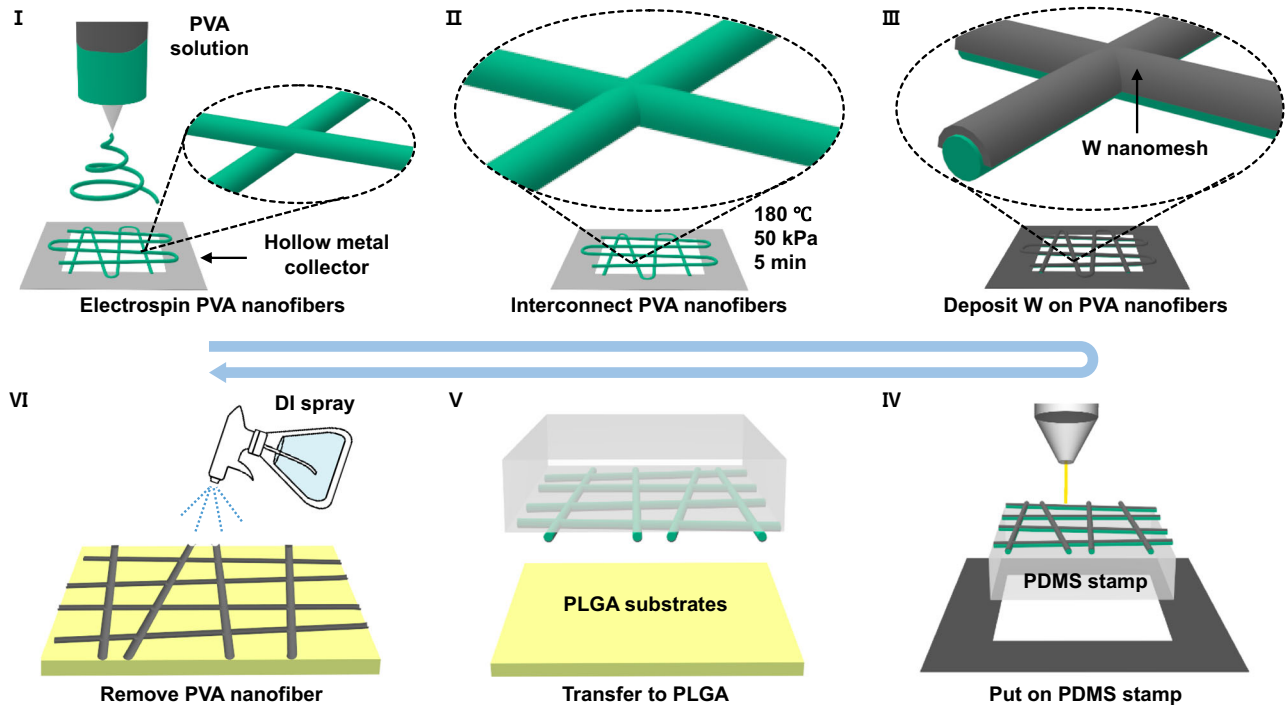 I
PVA
solution
Hollow metal
collector
Electrospin PVA nanofibers
II
180 ℃
50 kPa
5 min
Interconnect PVA nanofibers
III
W nanomesh
Deposit W on PVA nanofibers
VI
DI spray
Remove PVA nanofiber
V
PLGA substrates
Transfer to PLGA
IV
PDMS stamp
Put on PDMS stamp